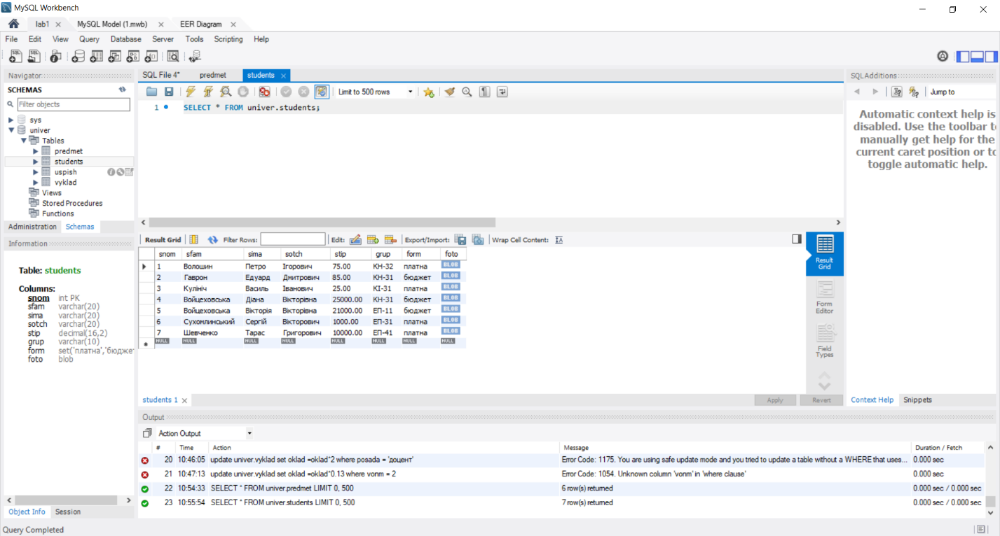 MySQL Workbench
lab1 MySQL Model (1.mwb) EER Diagram
File Edit View Query Database Server Tools Scripting Help
Navigator
SCHEMAS
Filter objects
sys
univer
Tables
predmet
students
uspish
vyklad
Views
Stored Procedures
Functions
Administration Schemas
Information
Table: students
Columns:
snom int PK
sfam varchar(20)
sima varchar(20)
sotch varchar(20)
stip decimal(16,2)
grup varchar(10)
form set('платна','бюджет
foto blob
Object Info Session
SQL File 4* predmet students
Limit to 500 rows
1 SELECT * FROM univer.students;
Result Grid Filter Rows: Edit: Export/Import: Wrap Cell Content:
snom sfam sima sotch stip grup form foto
1 Волошин Петро Ігорович 75.00 КН-32 платна BLOB
2 Гаврон Едуард Дмитрович 85.00 КН-31 бюджет BLOB
3 Кулініч Василь Іванович 25.00 КІ-31 платна BLOB
4 Войцеховська Діана Вікторівна 25000.00 КН-31 бюджет BLOB
5 Войцеховська Вікторія Вікторівна 21000.00 ЕП-11 бюджет BLOB
6 Сухомлинський Сергій Вікторович 1000.00 ЕП-31 платна BLOB
7 Шевченко Тарас Григорович 10000.00 ЕП-41 платна BLOB
NULL NULL NULL NULL NULL NULL NULL NULL
Result
Grid
Form
Editor
Field
Types
students 1
Apply Revert
SQLAdditions
Jump to
Automatic context help is
disabled. Use the toolbar to
manually get help for the
current caret position or to
toggle automatic help.
Context Help Snippets
Output
Action Output
# Time Action Message Duration / Fetch
20 10:46:05 update univer.vyklad set oklad =oklad*2 where posada = 'доцент' Error Code: 1175. You are using safe update mode and you tried to update a table without a WHERE that uses... 0.000 sec
21 10:47:13 update univer.vyklad set oklad =oklad*0.13 where vonm = 2 Error Code: 1054. Unknown column 'vonm' in 'where clause' 0.000 sec
22 10:54:33 SELECT * FROM univer.predmet LIMIT 0, 500 6 row(s) returned 0.000 sec / 0.000 sec
23 10:55:54 SELECT * FROM univer.students LIMIT 0, 500 7 row(s) returned 0.000 sec / 0.000 sec
Query Completed